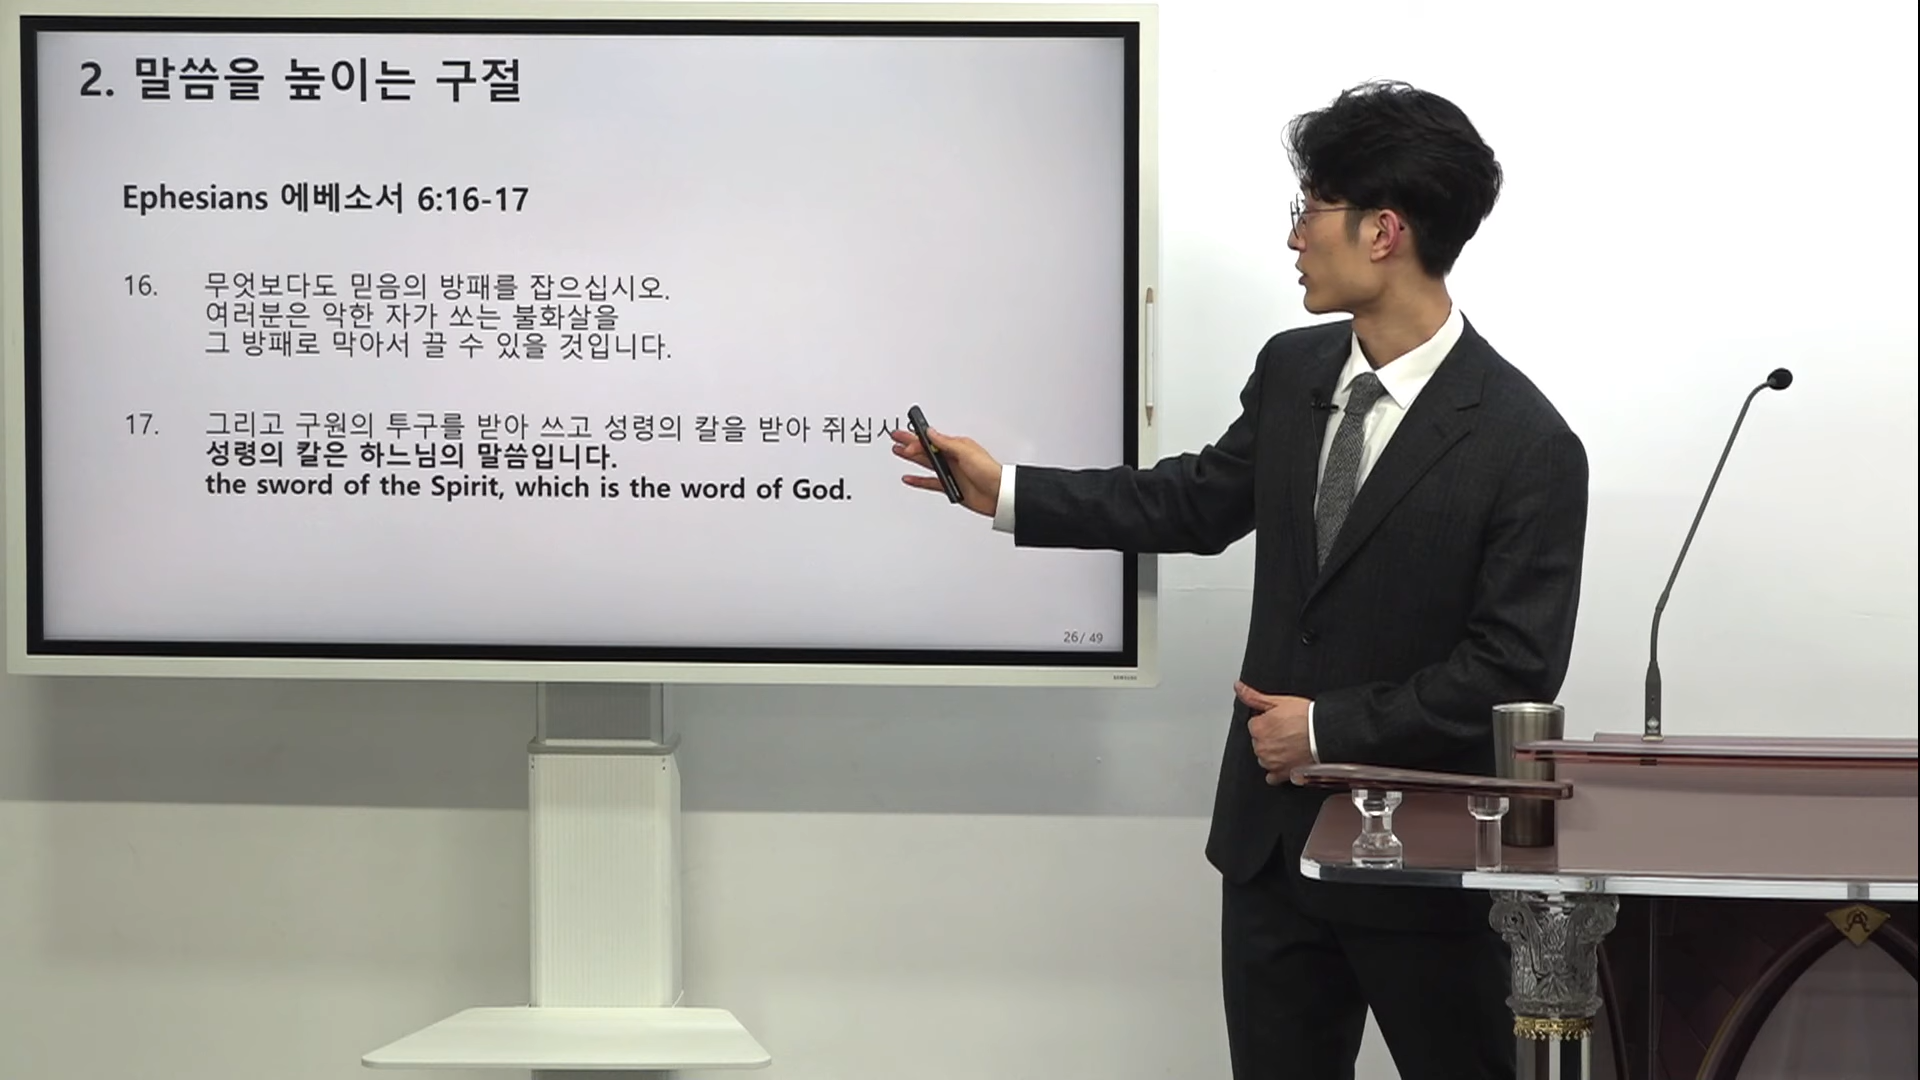 2. 말씀을 높이는 구절
Ephesians 에베소서 6:16-17
16. 무엇보다도 믿음의 방패를 잡으십시오.
여러분은 악한 자가 쏘는 불화살을
그 방패로 막아서 끌 수 있을 것입니다.
17. 그리고 구원의 투구를 받아 쓰고 성령의 칼을 받아
성령의 칼은 하느님의 말씀입니다.
the sword of the Spirit, which is the word of God.
26/ 49
SAMSUNG